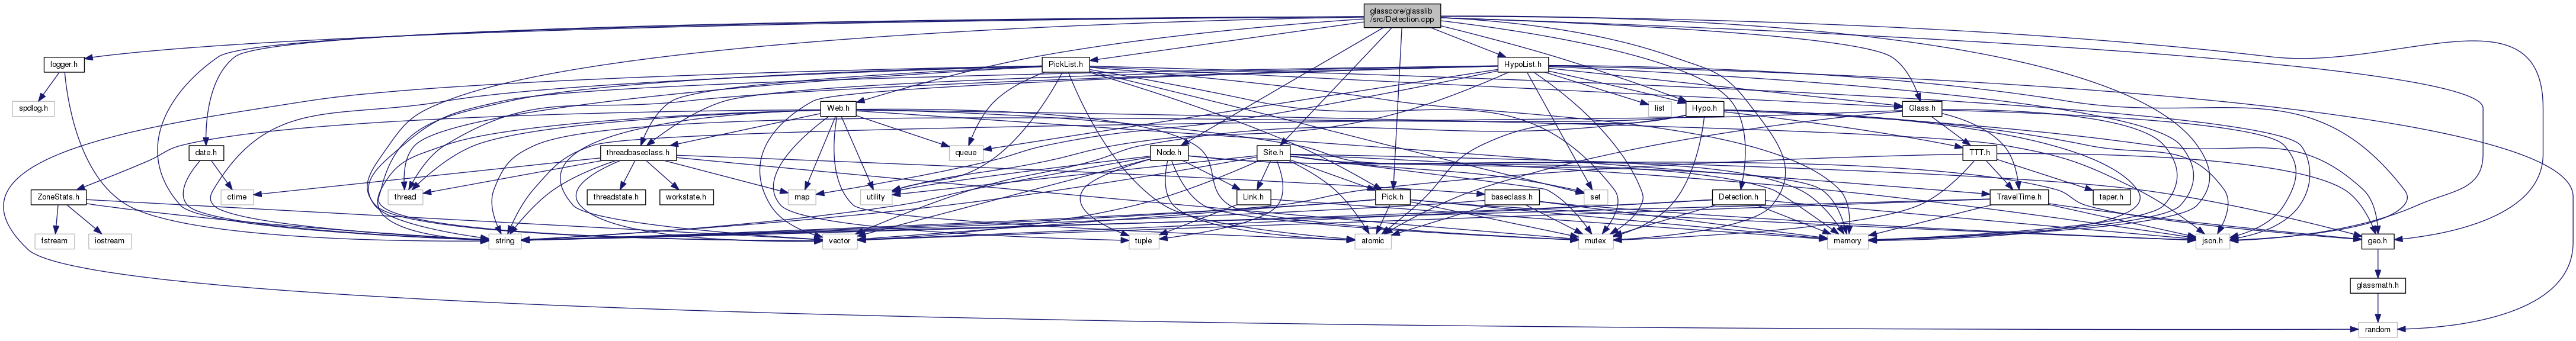 glasscore/glasslib
/src/Detection.cpp
logger.h
PickList.h
HypoList.h
spdlog.h
Web.h
list
Hypo.h
Glass.h
date.h
threadbaseclass.h
queue
Node.h
Site.h
TTT.h
ZoneStats.h
ctime
thread
threadstate.h
workstate.h
map
utility
Link.h
Pick.h
baseclass.h
set
Detection.h
TravelTime.h
taper.h
fstream
iostream
string
vector
tuple
atomic
mutex
memory
json.h
geo.h
glassmath.h
random